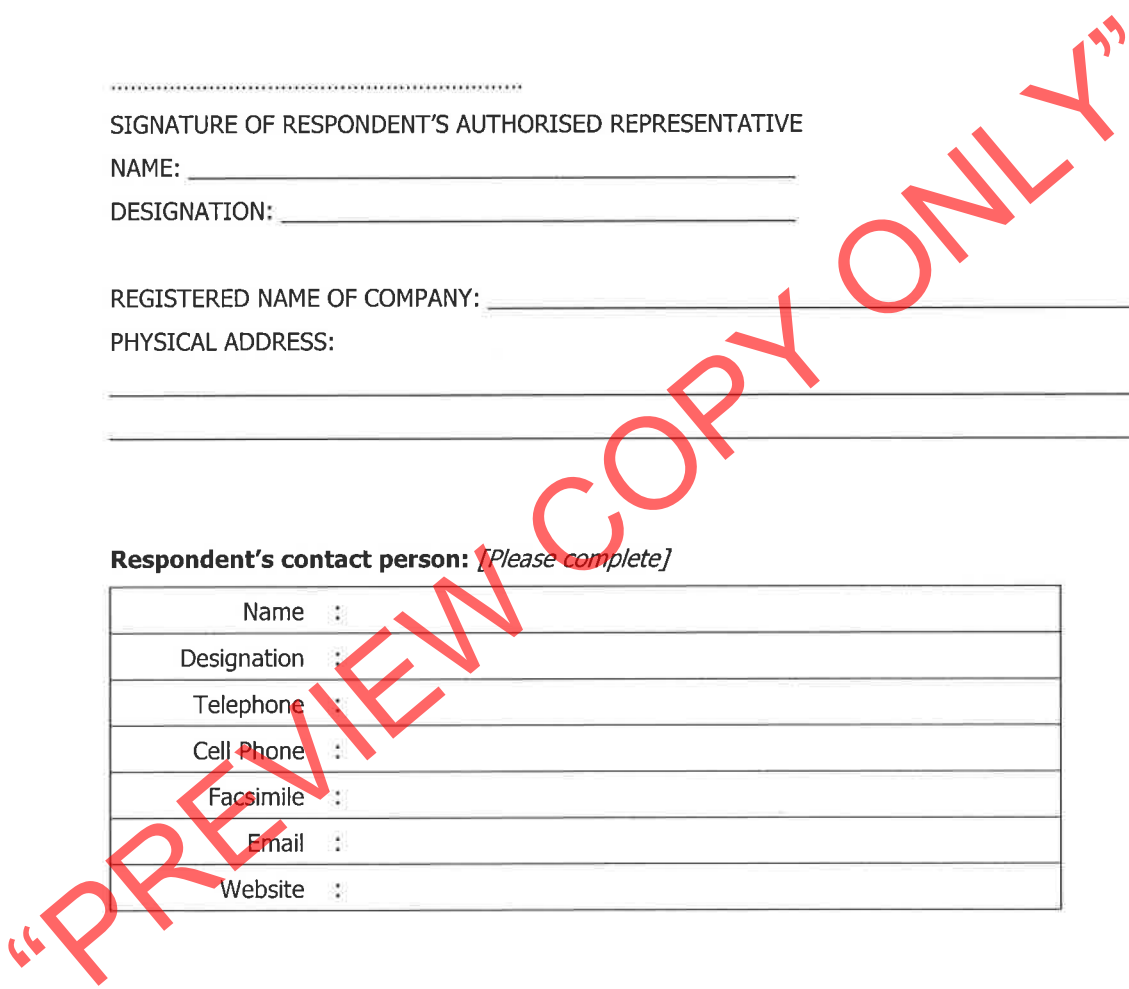 ............................................................
SIGNATURE OF RESPONDENT'S AUTHORISED REPRESENTATIVE
NAME:
DESIGNATION:
REGISTERED NAME OF COMPANY:
PHYSICAL ADDRESS:
Respondent's contact person: [Please complete]
Name :
Designation :
Telephone :
Cell Phone :
Facsimile :
Email :
Website :
“PREVIEW COPY ONLY”